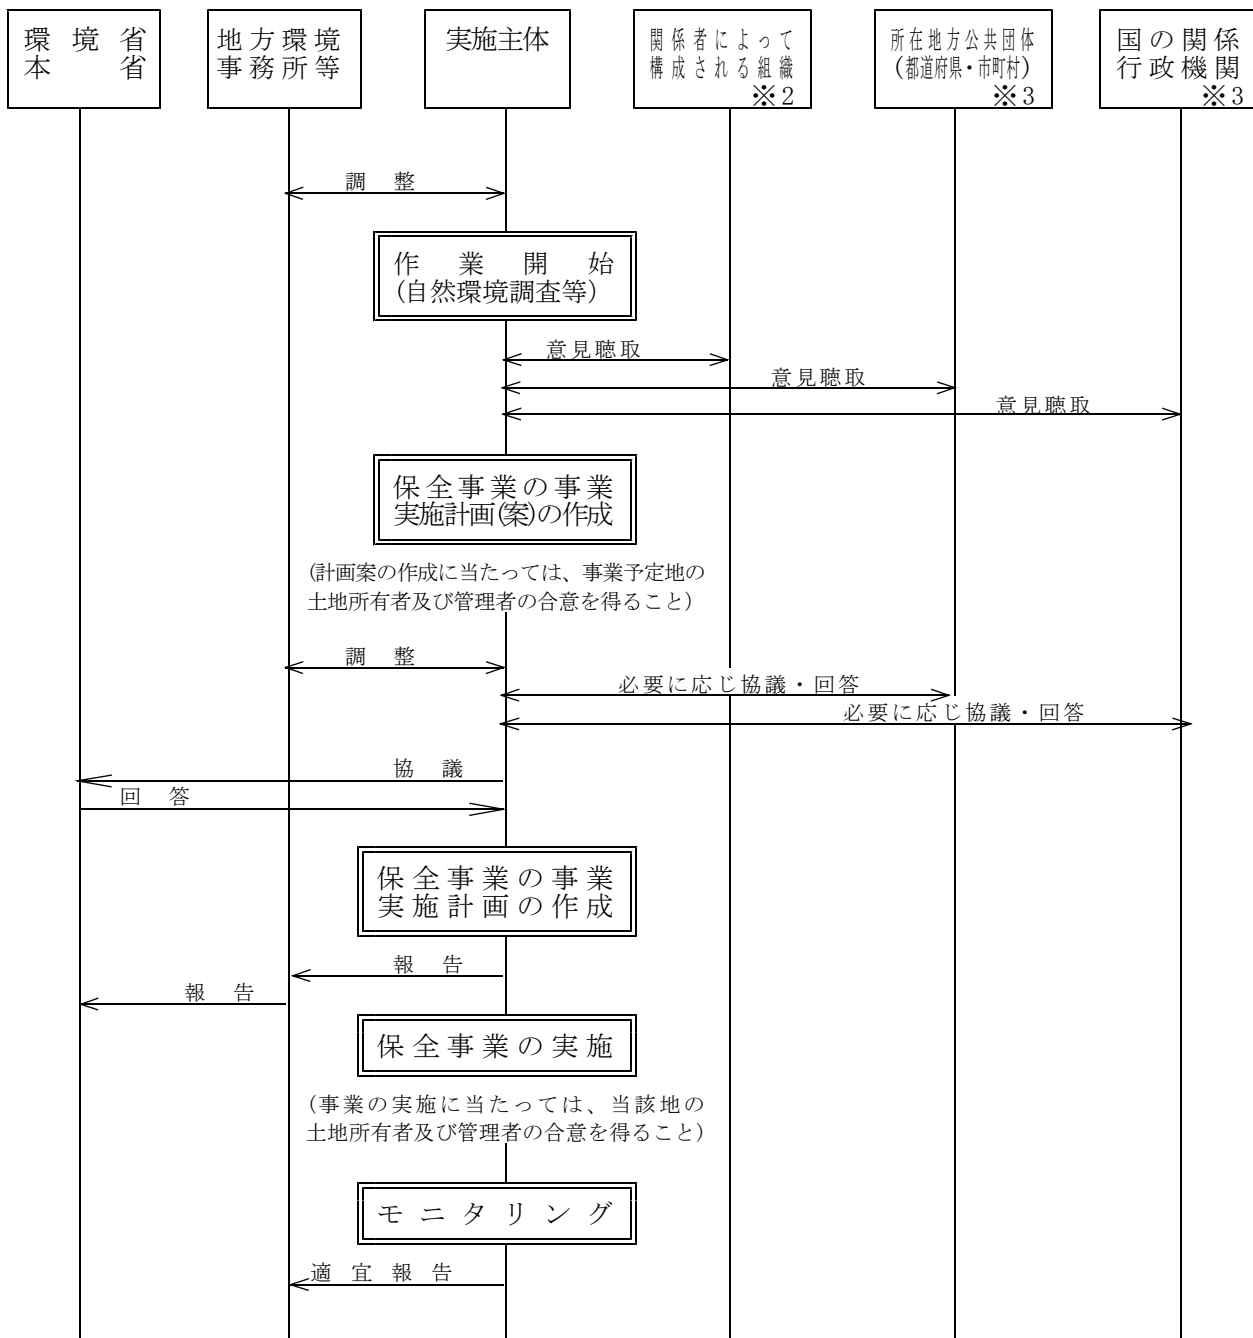 環境省
本省
地方環境
事務所等
実施主体
関係者によって
構成される組織
※2
所在地方公共団体
(都道府県・市町村)
※3
国の関係
行政機関
※3
調整
作業開始
(自然環境調査等)
意見聴取
意見聴取
意見聴取
保全事業の事業
実施計画(案)の作成
(計画案の作成に当たっては、事業予定地の
土地所有者及び管理者の合意を得ること)
調整
必要に応じ協議・回答
必要に応じ協議・回答
協議
回答
保全事業の事業
実施計画の作成
報告
報告
保全事業の実施
(事業の実施に当たっては、当該地の
土地所有者及び管理者の合意を得ること)
モニタリング
適宜報告